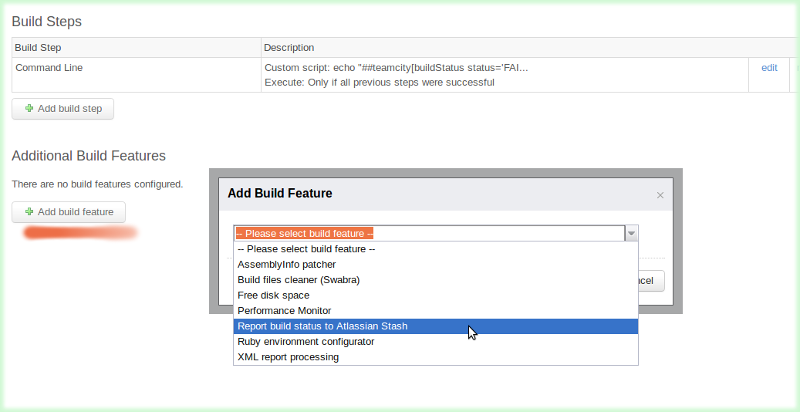 Build Steps
Build Step Description
Command Line Custom script: echo "##teamcity[buildStatus status='FAI... edit
Execute: Only if all previous steps were successful
Add build step
Additional Build Features
There are no build features configured.
Add build feature
Add Build Feature ×
-- Please select build feature --
-- Please select build feature --
AssemblyInfo patcher
Build files cleaner (Swabra)
Free disk space
Performance Monitor
Report build status to Atlassian Stash
Ruby environment configurator
XML report processing